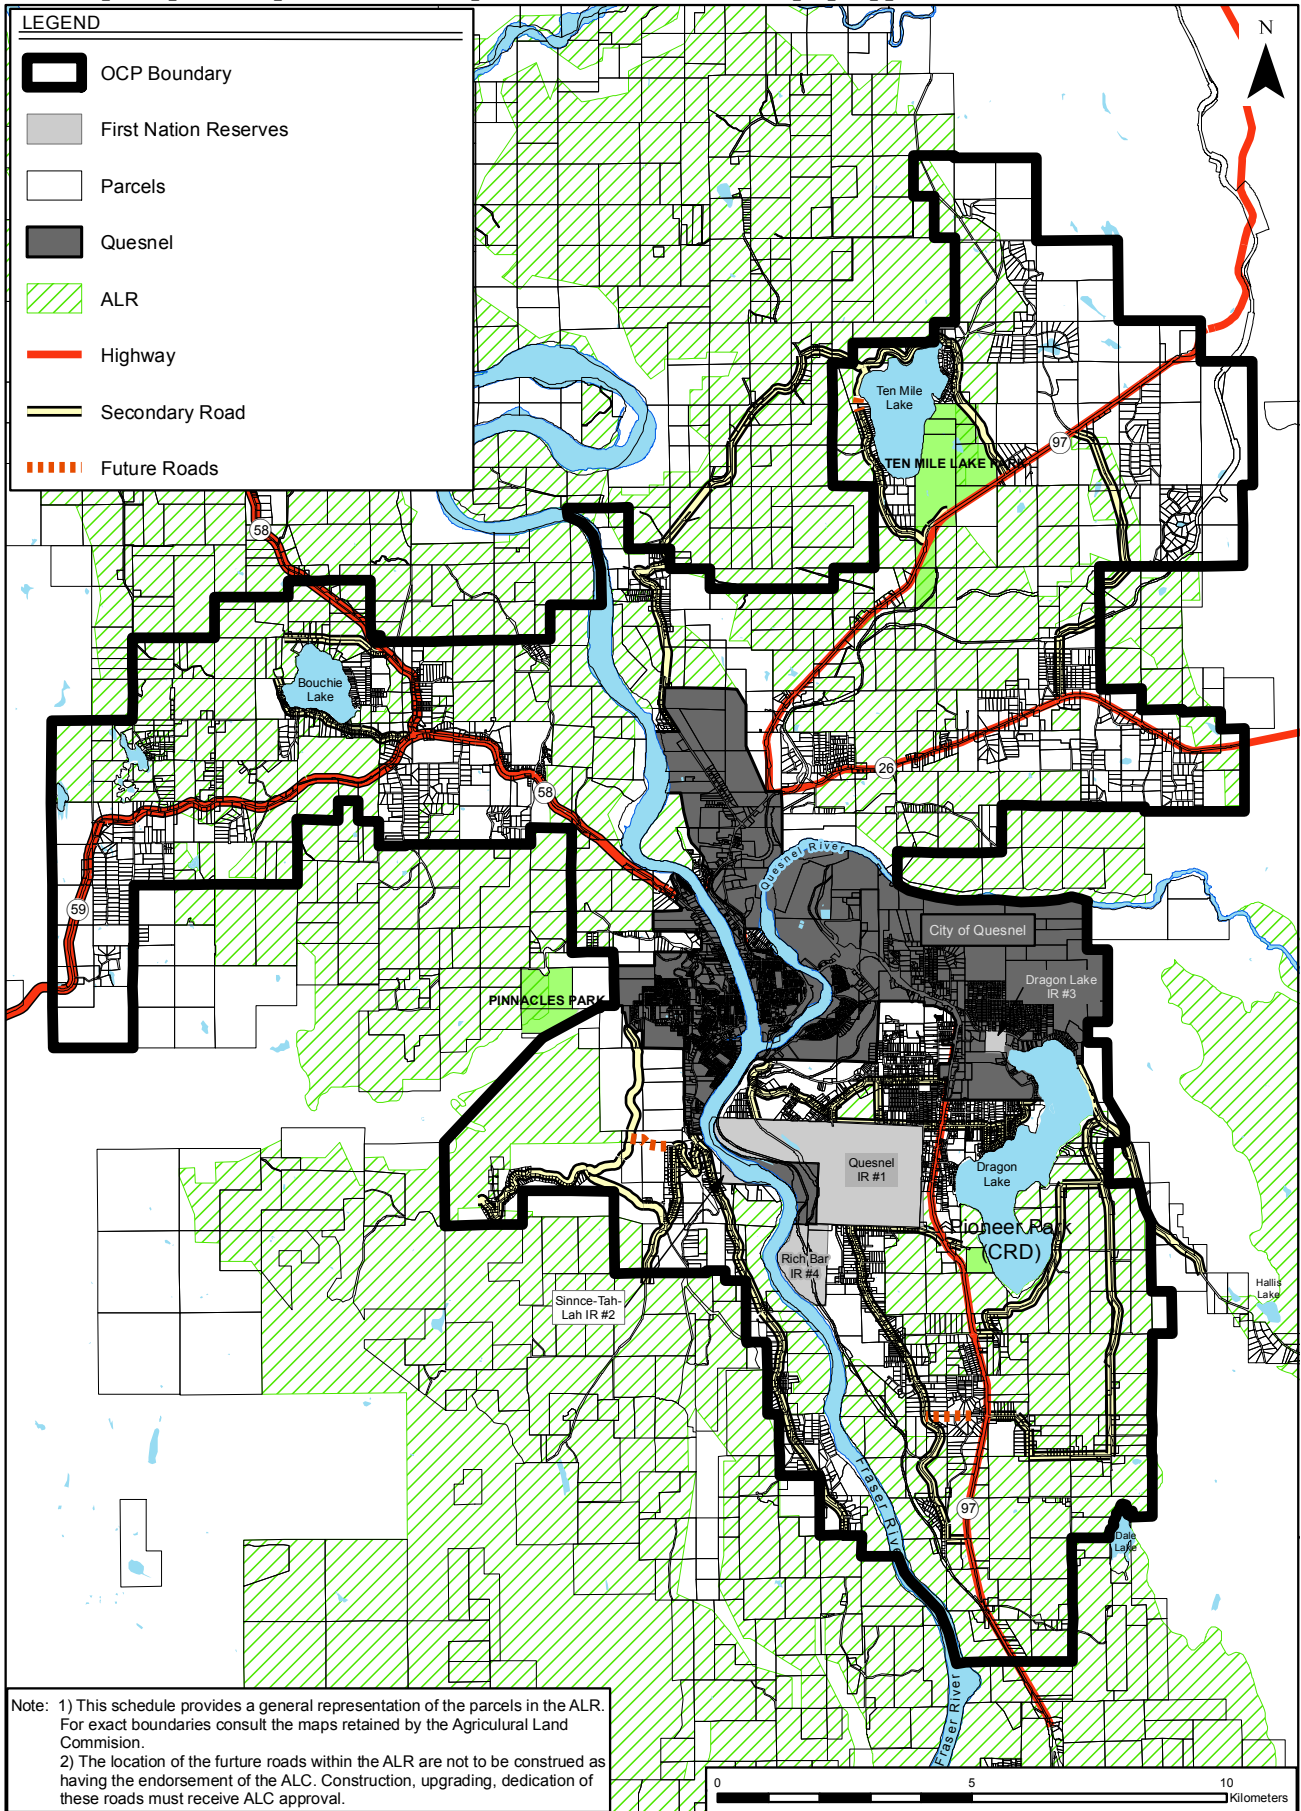 LEGEND
OCP Boundary
First Nation Reserves
Parcels
Quesnel
ALR
Highway
Secondary Road
Future Roads
N
Ten Mile
Lake
TEN MILE LAKE PARK
97
58
Bouchie
Lake
58
26
59
Quesnel River
City of Quesnel
Dragon Lake
IR #3
PINNACLES PARK
Quesnel
IR #1
Dragon
Lake
Pioneer Park
(CRD)
Rich Bar
IR #4
Sinnce-Tah-
Lah IR #2
Hallis
Lake
Fraser River
97
Dale
Lake
Fraser River
Note: 1) This schedule provides a general representation of the parcels in the ALR.
For exact boundaries consult the maps retained by the Agriculural Land
Commision.
2) The location of the furture roads within the ALR are not to be construed as
having the endorsement of the ALC. Construction, upgrading, dedication of
these roads must receive ALC approval.
0 5 10
Kilometers